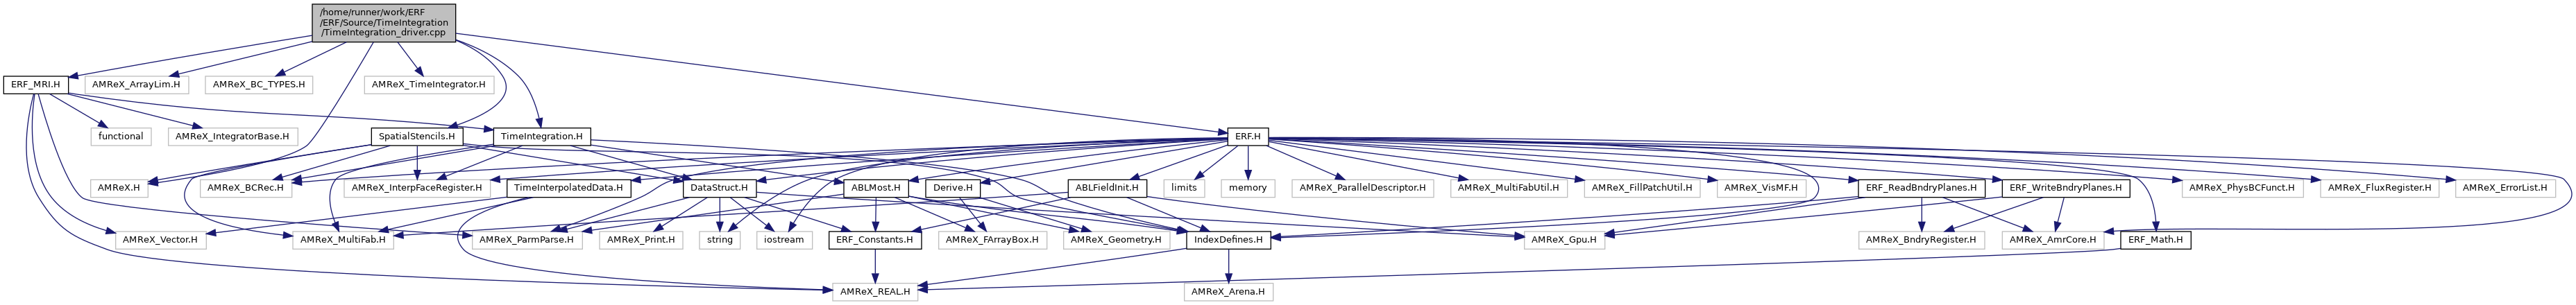 /home/runner/work/ERF
/ERF/Source/TimeIntegration
/TimeIntegration_driver.cpp
ERF_MRI.H
AMReX_ArrayLim.H
AMReX_BC_TYPES.H
AMReX_TimeIntegrator.H
functional
AMReX_IntegratorBase.H
SpatialStencils.H
TimeIntegration.H
ERF.H
AMReX.H
AMReX_BCRec.H
AMReX_InterpFaceRegister.H
TimeInterpolatedData.H
DataStruct.H
ABLMost.H
Derive.H
ABLFieldInit.H
limits
memory
AMReX_ParallelDescriptor.H
AMReX_MultiFabUtil.H
AMReX_FillPatchUtil.H
AMReX_VisMF.H
ERF_ReadBndryPlanes.H
ERF_WriteBndryPlanes.H
AMReX_PhysBCFunct.H
AMReX_FluxRegister.H
AMReX_ErrorList.H
AMReX_Vector.H
AMReX_MultiFab.H
AMReX_ParmParse.H
AMReX_Print.H
string
iostream
ERF_Constants.H
AMReX_FArrayBox.H
AMReX_Geometry.H
IndexDefines.H
AMReX_Gpu.H
AMReX_BndryRegister.H
AMReX_AmrCore.H
ERF_Math.H
AMReX_REAL.H
AMReX_Arena.H